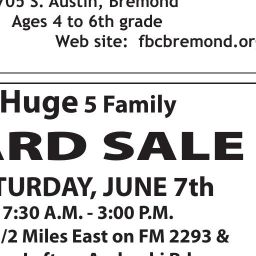 705 S. Austin, Bremond
Ages 4 to 6th grade
Web site: fbcbremond.or
Huge 5 Family
ARD SALE
TURDAY, JUNE 7th
7:30 A.M. - 3:00 P.M.
/2 Miles East on FM 2293 &